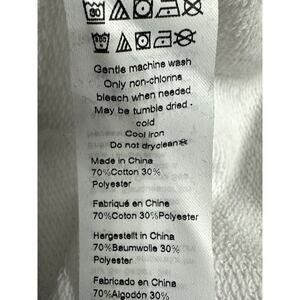 Gentle machine wash
Only non-chlorine
bleach when needed
May be tumble dried -
cold
Cool iron
Do not dryclean
Made in China
70%Cotton 30%
Polyester
Fabriqué en Chine
70%Coton 30%Polyester
Hergestellt in China
70%Baumwolle 30%
Polyester
Fabricado en China
70%Algodón 30%